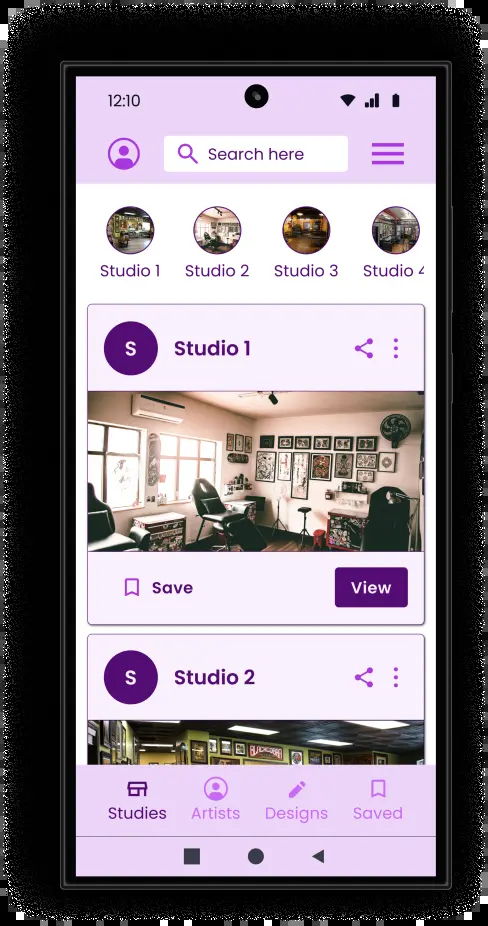 12:10
Search here
Studio 1 Studio 2 Studio 3 Studio 4
S Studio 1
Save View
S Studio 2
Studies Artists Designs Saved